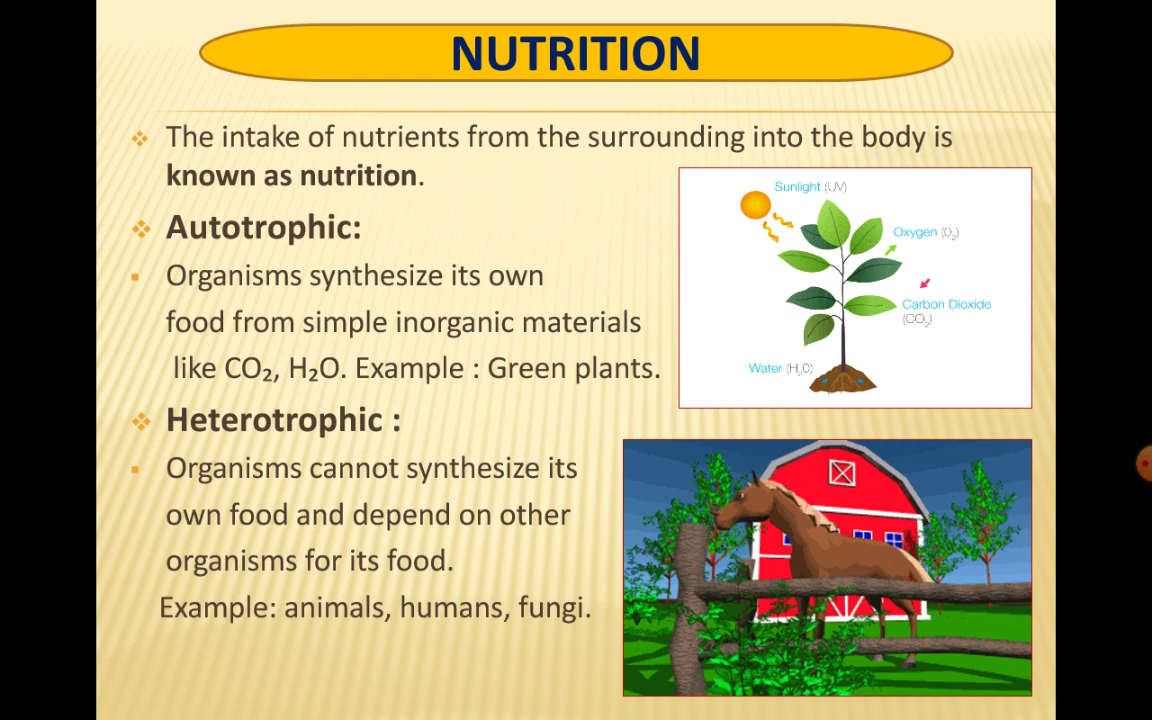 NUTRITION
The intake of nutrients from the surrounding into the body is
known as nutrition.
Autotrophic:
Organisms synthesize its own
food from simple inorganic materials
like CO₂, H₂O. Example : Green plants.
Heterotrophic :
Organisms cannot synthesize its
own food and depend on other
organisms for its food.
Example: animals, humans, fungi.
Sunlight (UV)
Oxygen (O₂)
Carbon Dioxide
(CO₂)
Water (H₂O)